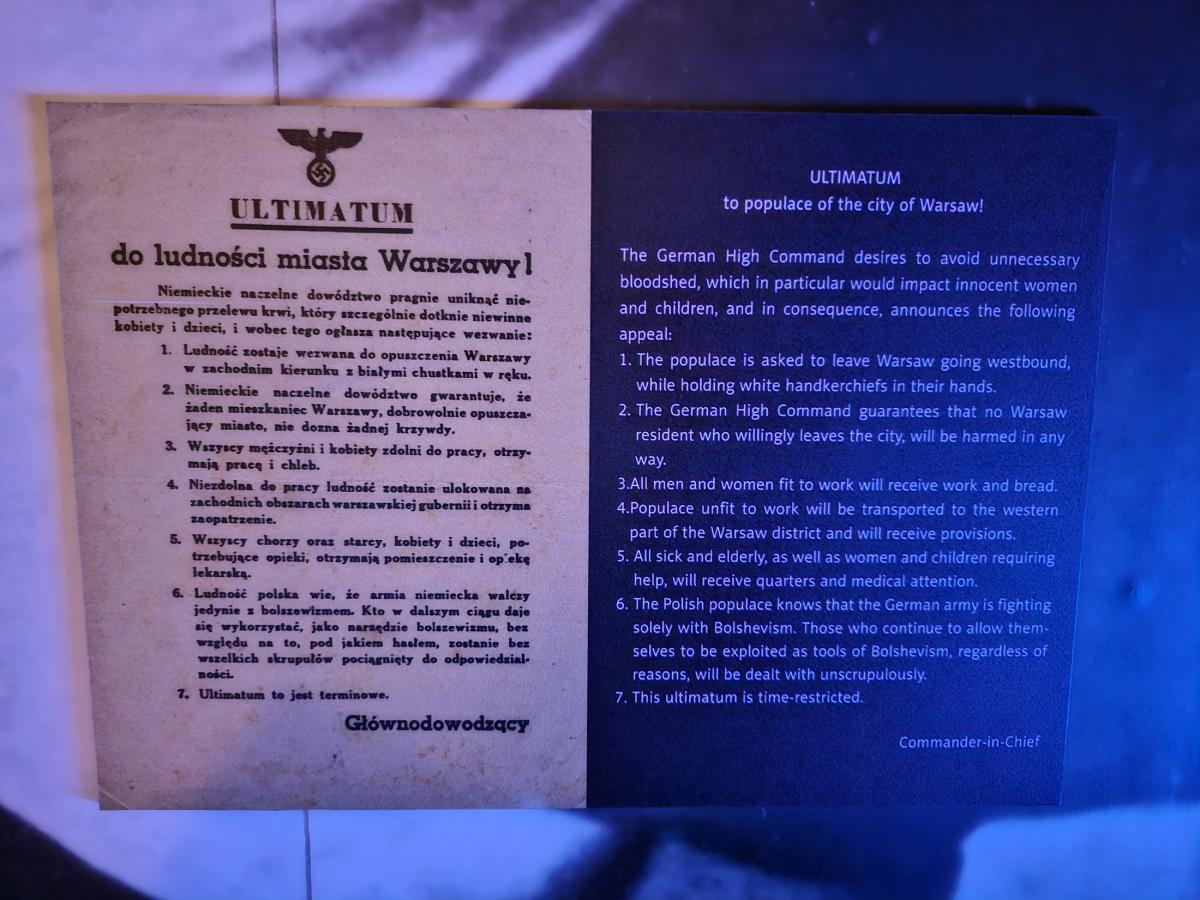 ULTIMATUM
do ludności miasta Warszawy!
Niemieckie naczelne dowództwo pragnie uniknąć nie-
potrzebnego przelewu krwi, który szczególnie dotknie niewinne
kobiety i dzieci, i wobec tego ogłasza następujące wezwanie:
1. Ludność zostaje wezwana do opuszczenia Warszawy
w zachodnim kierunku z białymi chustkami w ręku.
2. Niemieckie naczelne dowództwo gwarantuje, że
żaden mieszkaniec Warszawy, dobrowolnie opuszcza-
jący miasto, nie dozna żadnej krzywdy.
3. Wszyscy mężczyźni i kobiety zdolni do pracy, otrzy-
mają pracę i chleb.
4. Niezdolna do pracy ludność zostanie ulokowana na
zachodnich obszarach warszawskiej gubernii i otrzyma
zaopatrzenie.
5. Wszyscy chorzy oraz starcy, kobiety i dzieci, po-
trzebujące opieki, otrzymają pomieszczenie i opiekę
lekarską.
6. Ludność polska wie, że armia niemiecka walczy
jedynie z bolszewizmem. Kto w dalszym ciągu daje
się wykorzystać, jako narzędzie bolszewizmu, bez
względu na to, pod jakiem hasłem, zostanie bez
wszelkich skrupułów pociągnięty do odpowiedzial-
ności.
7. Ultimatum to jest terminowe.
Głównodowodzący
ULTIMATUM
to populace of the city of Warsaw!
The German High Command desires to avoid unnecessary
bloodshed, which in particular would impact innocent women
and children, and in consequence, announces the following
appeal:
1. The populace is asked to leave Warsaw going westbound,
while holding white handkerchiefs in their hands.
2. The German High Command guarantees that no Warsaw
resident who willingly leaves the city, will be harmed in any
way.
3.All men and women fit to work will receive work and bread.
4.Populace unfit to work will be transported to the western
part of the Warsaw district and will receive provisions.
5. All sick and elderly, as well as women and children requiring
help, will receive quarters and medical attention.
6. The Polish populace knows that the German army is fighting
solely with Bolshevism. Those who continue to allow them-
selves to be exploited as tools of Bolshevism, regardless of
reasons, will be dealt with unscrupulously.
7. This ultimatum is time-restricted.
Commander-in-Chief